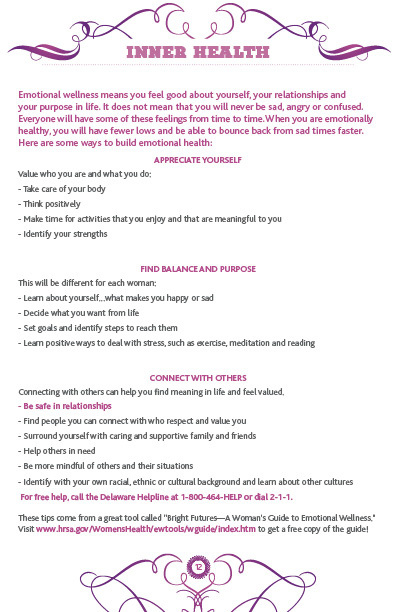 INNER HEALTH
Emotional wellness means you feel good about yourself, your relationships and
your purpose in life. It does not mean that you will never be sad, angry or confused.
Everyone will have some of these feelings from time to time. When you are emotionally
healthy, you will have fewer lows and be able to bounce back from sad times faster.
Here are some ways to build emotional health:
APPRECIATE YOURSELF
Value who you are and what you do:
- Take care of your body
- Think positively
- Make time for activities that you enjoy and that are meaningful to you
- Identify your strengths
FIND BALANCE AND PURPOSE
This will be different for each woman:
- Learn about yourself...what makes you happy or sad
- Decide what you want from life
- Set goals and identify steps to reach them
- Learn positive ways to deal with stress, such as exercise, meditation and reading
CONNECT WITH OTHERS
Connecting with others can help you find meaning in life and feel valued.
- Be safe in relationships
- Find people you can connect with who respect and value you
- Surround yourself with caring and supportive family and friends
- Help others in need
- Be more mindful of others and their situations
- Identify with your own racial, ethnic or cultural background and learn about other cultures
For free help, call the Delaware Helpline at 1-800-464-HELP or dial 2-1-1.
These tips come from a great tool called "Bright Futures—A Woman's Guide to Emotional Wellness."
Visit www.hrsa.gov/WomensHealth/ewtools/wguide/index.htm to get a free copy of the guide!
12